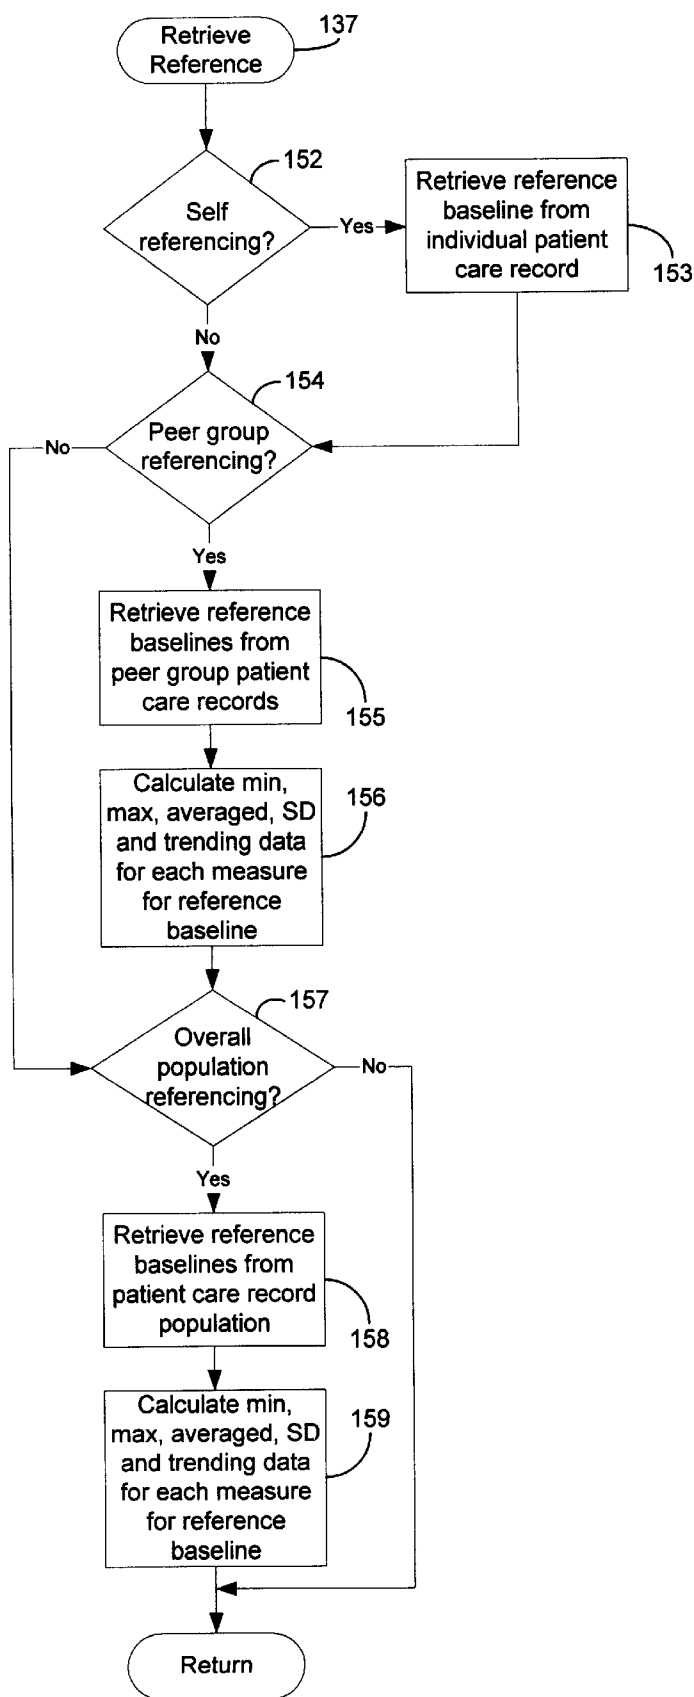 Retrieve
Reference
137
152
Self
referencing?
Yes
Retrieve reference
baseline from
individual patient
care record
153
No
154
Peer group
referencing?
No
Yes
Retrieve reference
baselines from
peer group patient
care records
155
Calculate min,
max, averaged, SD
and trending data
for each measure
for reference
baseline
156
157
Overall
population
referencing?
No
Yes
Retrieve reference
baselines from
patient care record
population
158
Calculate min,
max, averaged, SD
and trending data
for each measure
for reference
baseline
159
Return